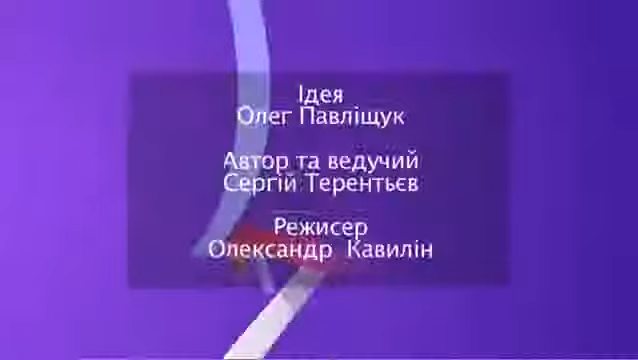 Ідея
Олег Павліщук
Автор та ведучий
Сергій Терентьєв
Режисер
Олександр Кавилін